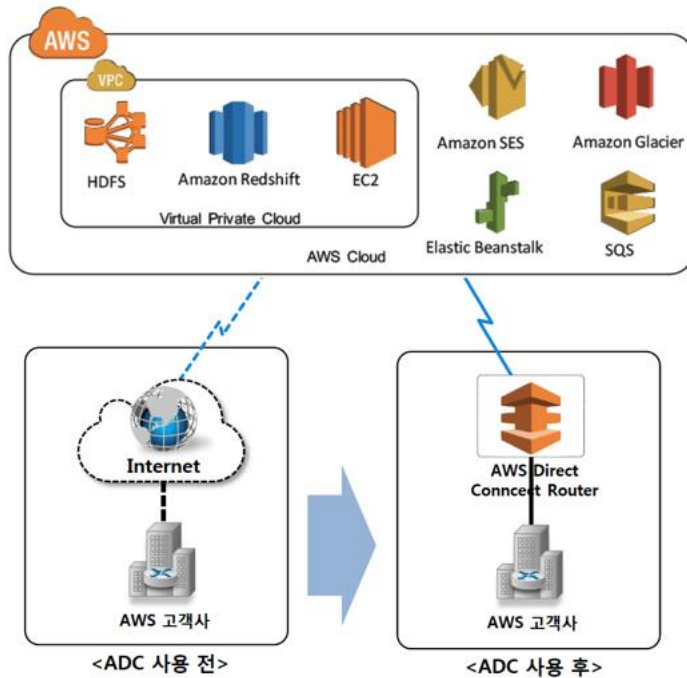 AWS
VPC
HDFS
Amazon Redshift
EC2
Virtual Private Cloud
Amazon SES
Amazon Glacier
Elastic Beanstalk
SQS
AWS Cloud
Internet
AWS 고객사
<ADC 사용 전>
AWS Direct
Conncect Router
AWS 고객사
<ADC 사용 후>